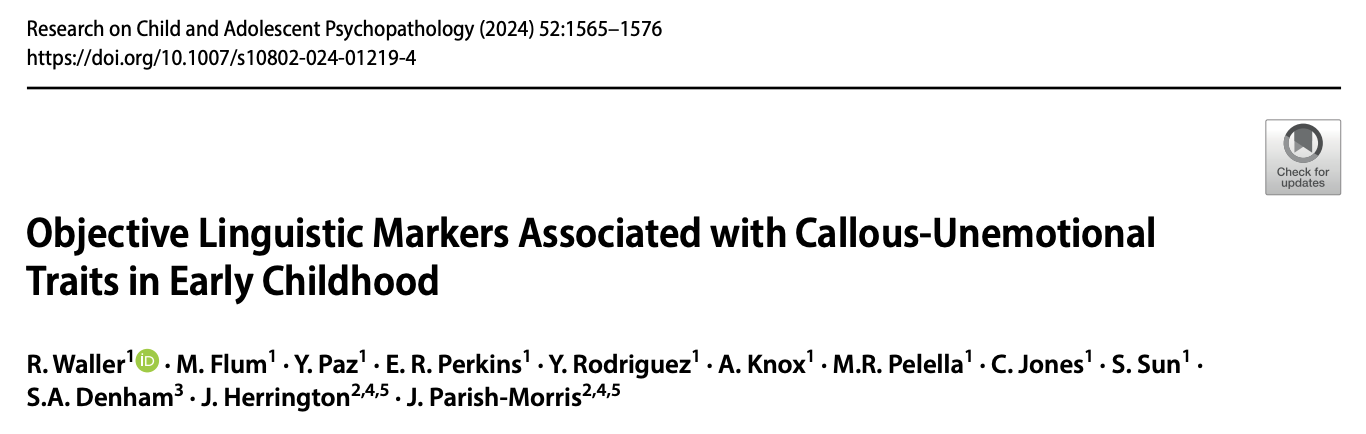 Research on Child and Adolescent Psychopathology (2024) 52:1565–1576
https://doi.org/10.1007/s10802-024-01219-4
Check for
updates
Objective Linguistic Markers Associated with Callous-Unemotional
Traits in Early Childhood
R. Waller1 iD · M. Flum1 · Y. Paz1 · E. R. Perkins1 · Y. Rodriguez1 · A. Knox1 · M.R. Pelella1 · C. Jones1 · S. Sun1 ·
S.A. Denham3 · J. Herrington2,4,5 · J. Parish-Morris2,4,5